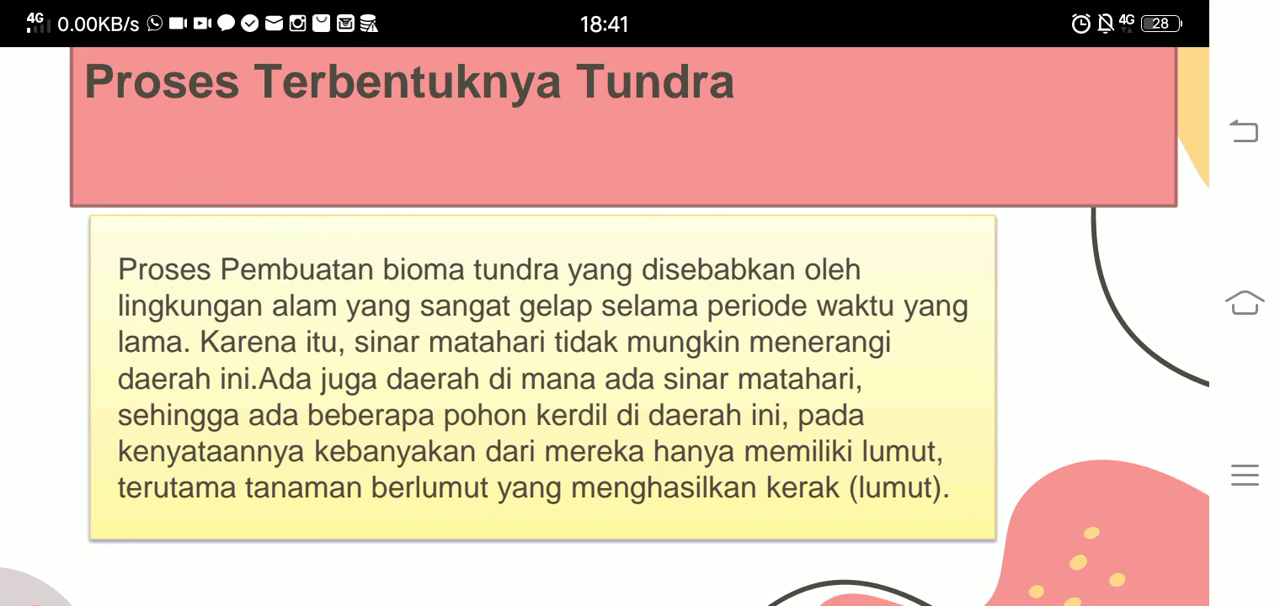 4G 0.00KB/s 18:41 4G 28
Proses Terbentuknya Tundra
Proses Pembuatan bioma tundra yang disebabkan oleh
lingkungan alam yang sangat gelap selama periode waktu yang
lama. Karena itu, sinar matahari tidak mungkin menerangi
daerah ini.Ada juga daerah di mana ada sinar matahari,
sehingga ada beberapa pohon kerdil di daerah ini, pada
kenyataannya kebanyakan dari mereka hanya memiliki lumut,
terutama tanaman berlumut yang menghasilkan kerak (lumut).